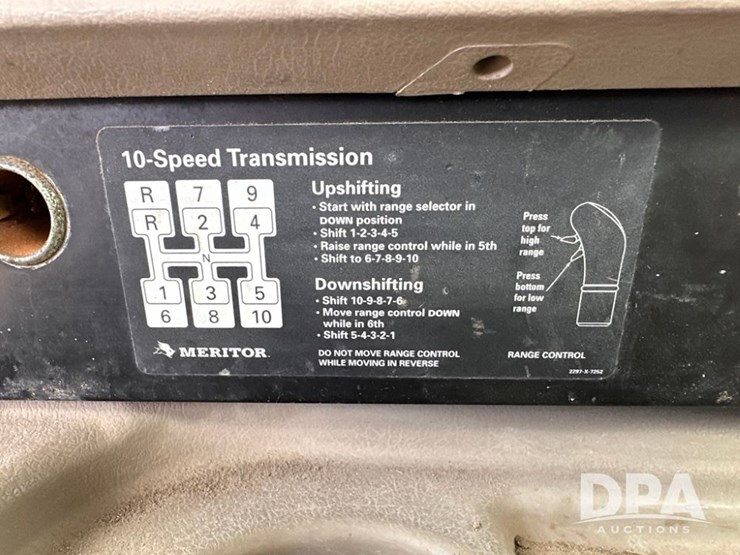 10-Speed Transmission
R 7 9
R 2 4
N
1 3 5
6 8 10
MERITOR
Upshifting
• Start with range selector in
DOWN position
• Shift 1-2-3-4-5
• Raise range control while in 5th
• Shift to 6-7-8-9-10
Downshifting
• Shift 10-9-8-7-6
• Move range control DOWN
while in 6th
• Shift 5-4-3-2-1
DO NOT MOVE RANGE CONTROL
WHILE MOVING IN REVERSE
Press
top for
high
range
Press
bottom
for low
range
RANGE CONTROL
2297-X-7252
DPA
AUCTIONS